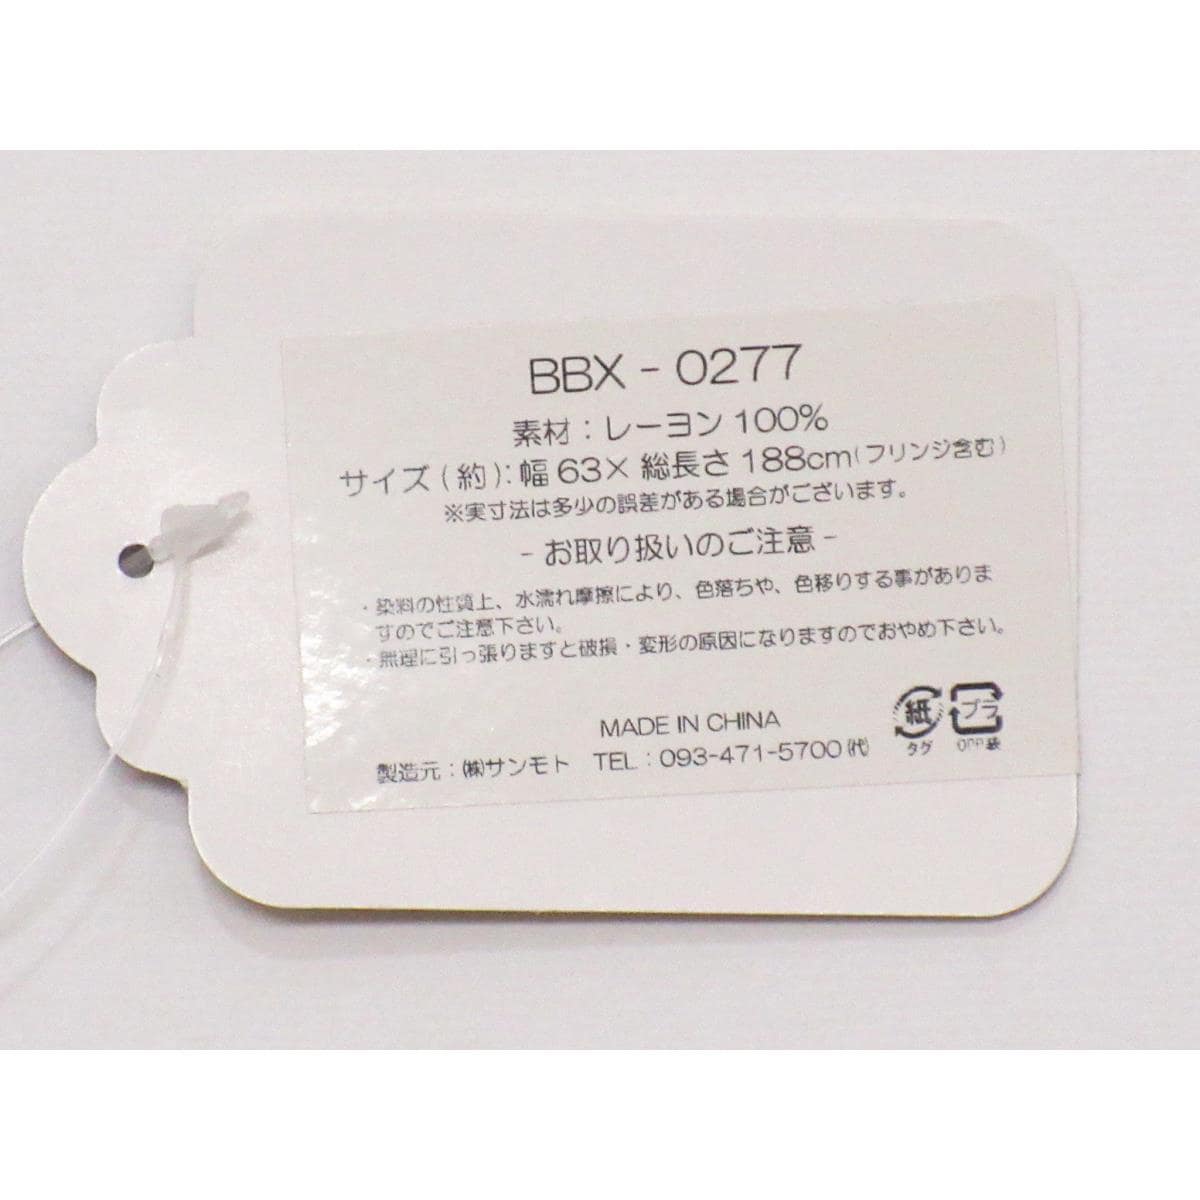 BBX - 0277
素材：レーヨン 100%
サイズ(約)：幅 63× 総長さ 188cm(フリンジ含む)
※実寸法は多少の誤差がある場合がございます。
- お取り扱いのご注意 -
・染料の性質上、水濡れ摩擦により、色落ちや、色移りする事がありま
すのでご注意下さい。
・無理に引っ張りますと破損・変形の原因になりますのでおやめ下さい。
MADE IN CHINA
紙 プラ
タグ OPP袋
製造元：㈱サンモト TEL：093-471-5700㈹